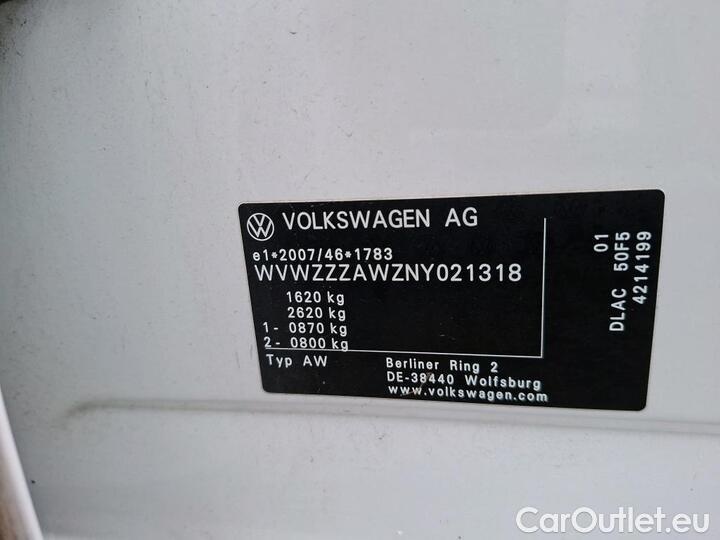 VOLKSWAGEN AG
e1*2007/46*1783
WVWZZZAWZNY021318
1620 kg
2620 kg
1- 0870 kg
2- 0800 kg
Typ AW
Berliner Ring 2
DE-38440 Wolfsburg
www.volkswagen.com
01
DLAC 50F5
4214199
CarOutlet.eu